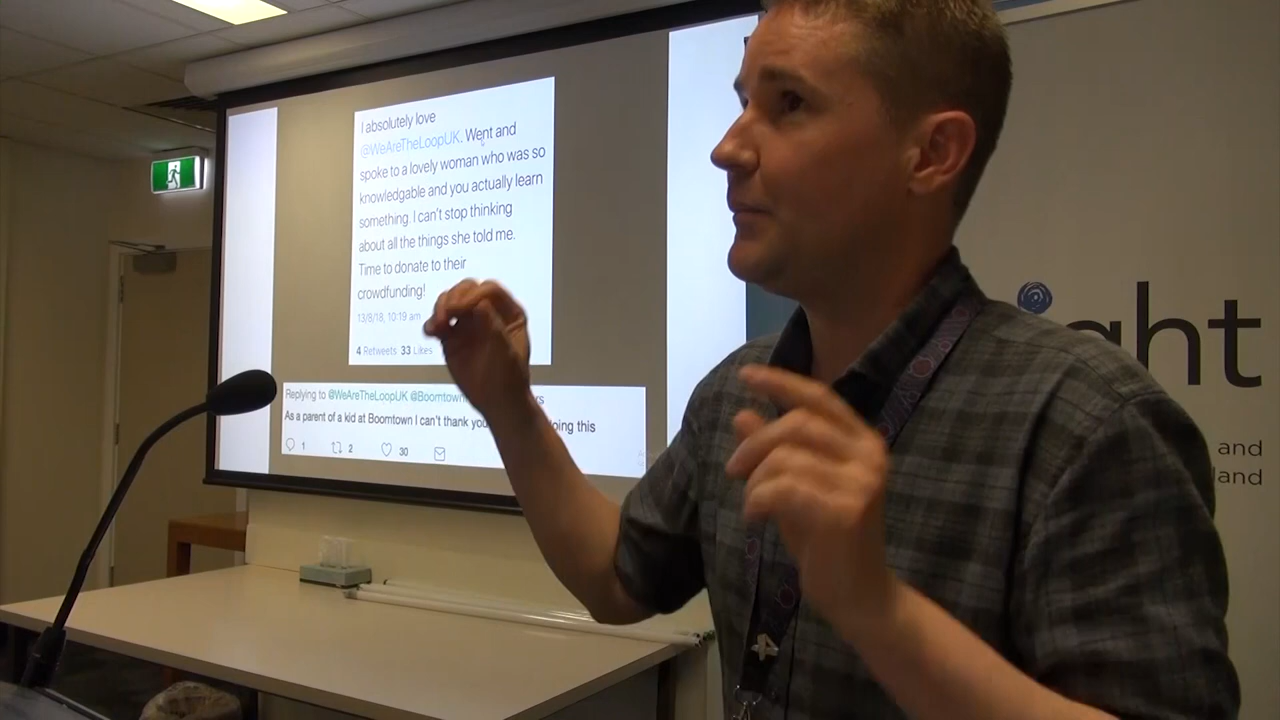 I absolutely love
@WeAreTheLoopUK. Went and
spoke to a lovely woman who was so
knowledgable and you actually learn
something. I can't stop thinking
about all the things she told me.
Time to donate to their
crowdfunding!
13/8/18, 10:19 am
4 Retweets 33 Likes
Replying to @WeAreTheLoopUK @Boomtown rs
As a parent of a kid at Boomtown I can't thank you doing this
1 2 30
ght
and
land